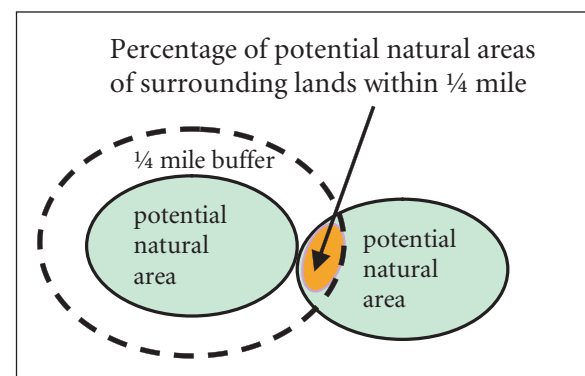 Percentage of potential natural areas
of surrounding lands within ¼ mile
¼ mile buffer
potential
natural
area
potential
natural
area